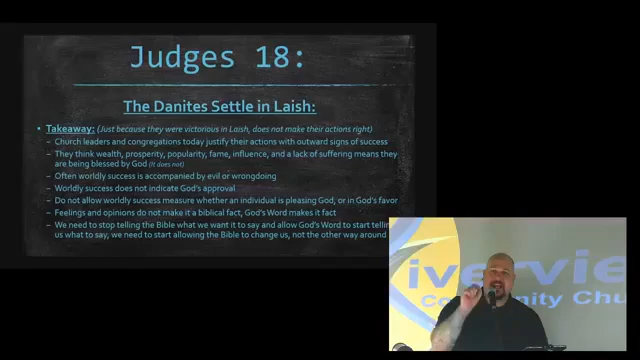 Judges 18:
The Danites Settle in Laish:
• Takeaway: (Just because they were victorious in Laish, does not make their actions right)
– Church leaders and congregations today justify their actions with outward signs of success
– They think wealth, prosperity, popularity, fame, influence, and a lack of suffering means they
are being blessed by God (It does not)
– Often worldly success is accompanied by evil or wrongdoing
– Worldly success does not indicate God's approval
– Do not allow worldly success measure whether an individual is pleasing God, or in God's favor
– Feelings and opinions do not make it a biblical fact, God's Word makes it fact
– We need to stop telling the Bible what we want it to say and allow God's Word to start tellin
us what to say, we need to start allowing the Bible to change us, not the other way around
iverview
Co munity Chu